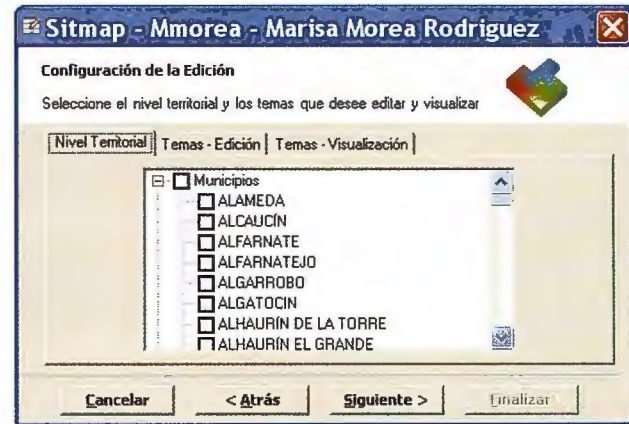 Sitmap - Mmorea - Marisa Morea Rodriguez
Configuración de la Edición
Seleccione el nivel territorial y los temas que desee editar y visualizar
Nivel Territorial
Temas - Edición
Temas - Visualización
Municipios
ALAMEDA
ALCAUCÍN
ALFARNATE
ALFARNATEJO
ALGARROBO
ALGATOCIN
ALHAURÍN DE LA TORRE
ALHAURÍN EL GRANDE
Cancelar
< Atrás
Siguiente >
Finalizar